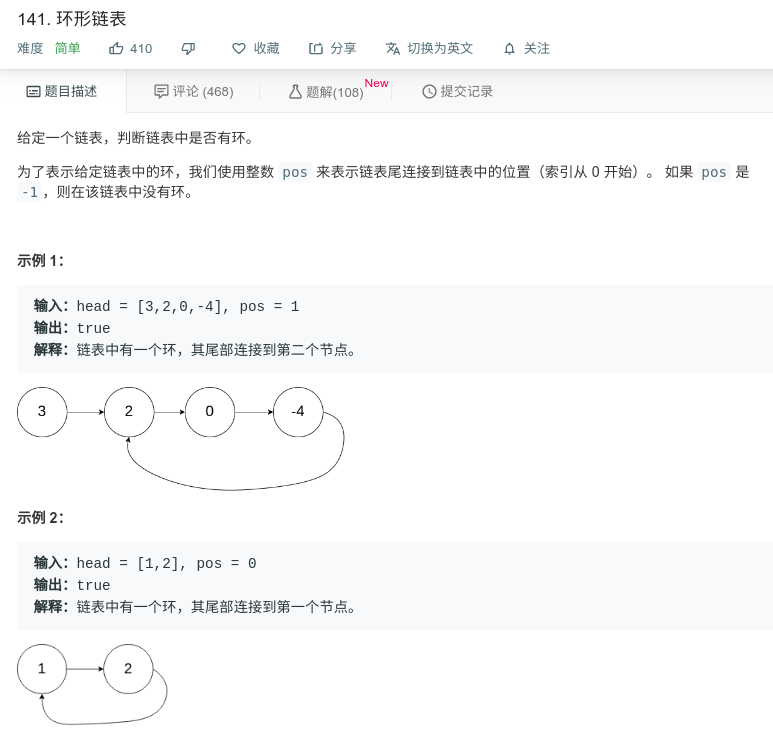 141. 环形链表
难度 简单 410 收藏 分享 切换为英文 关注
题目描述 评论 (468) 题解(108) New 提交记录
给定一个链表，判断链表中是否有环。
为了表示给定链表中的环，我们使用整数 pos 来表示链表尾连接到链表中的位置（索引从 0 开始）。 如果 pos 是
-1，则在该链表中没有环。
示例 1：
输入：head = [3,2,0,-4], pos = 1
输出：true
解释：链表中有一个环，其尾部连接到第二个节点。
3 2 0 -4
示例 2：
输入：head = [1,2], pos = 0
输出：true
解释：链表中有一个环，其尾部连接到第一个节点。
1 2